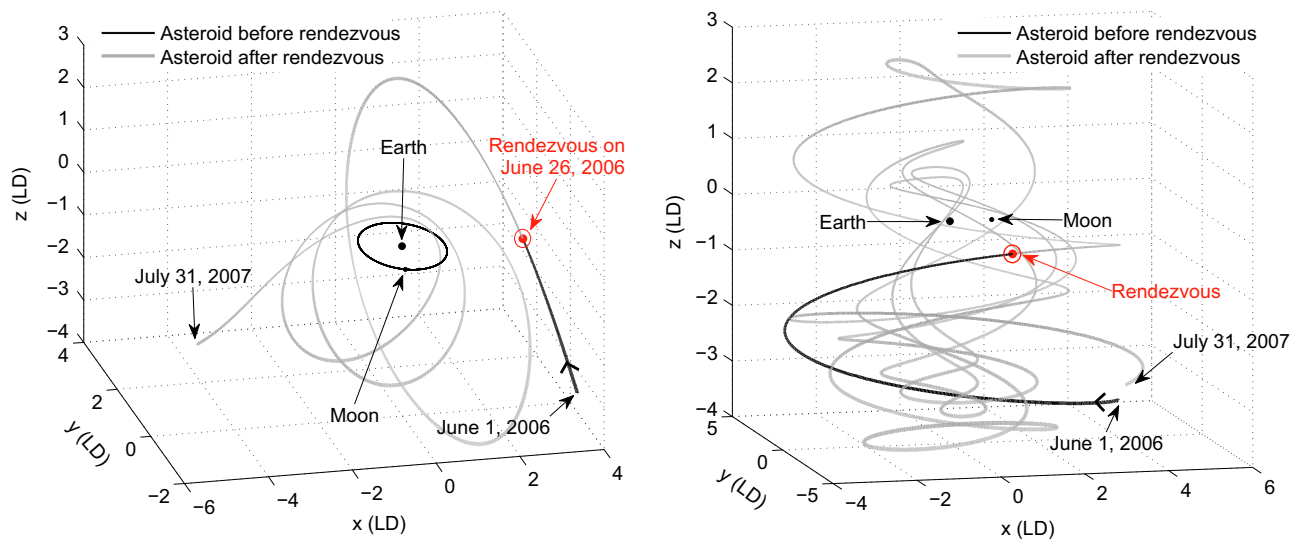 Asteroid before rendezvous
Asteroid after rendezvous
3
2
1
0
−1
−2
−3
−4
z (LD)
Earth
Rendezvous on
June 26, 2006
July 31, 2007
Moon
June 1, 2006
4
2
0
−2
y (LD)
−6
−4
−2
0
2
4
x (LD)
Asteroid before rendezvous
Asteroid after rendezvous
3
2
1
0
−1
−2
−3
−4
z (LD)
Earth
Moon
Rendezvous
July 31, 2007
June 1, 2006
5
0
−5
y (LD)
−4
−2
0
2
4
6
x (LD)